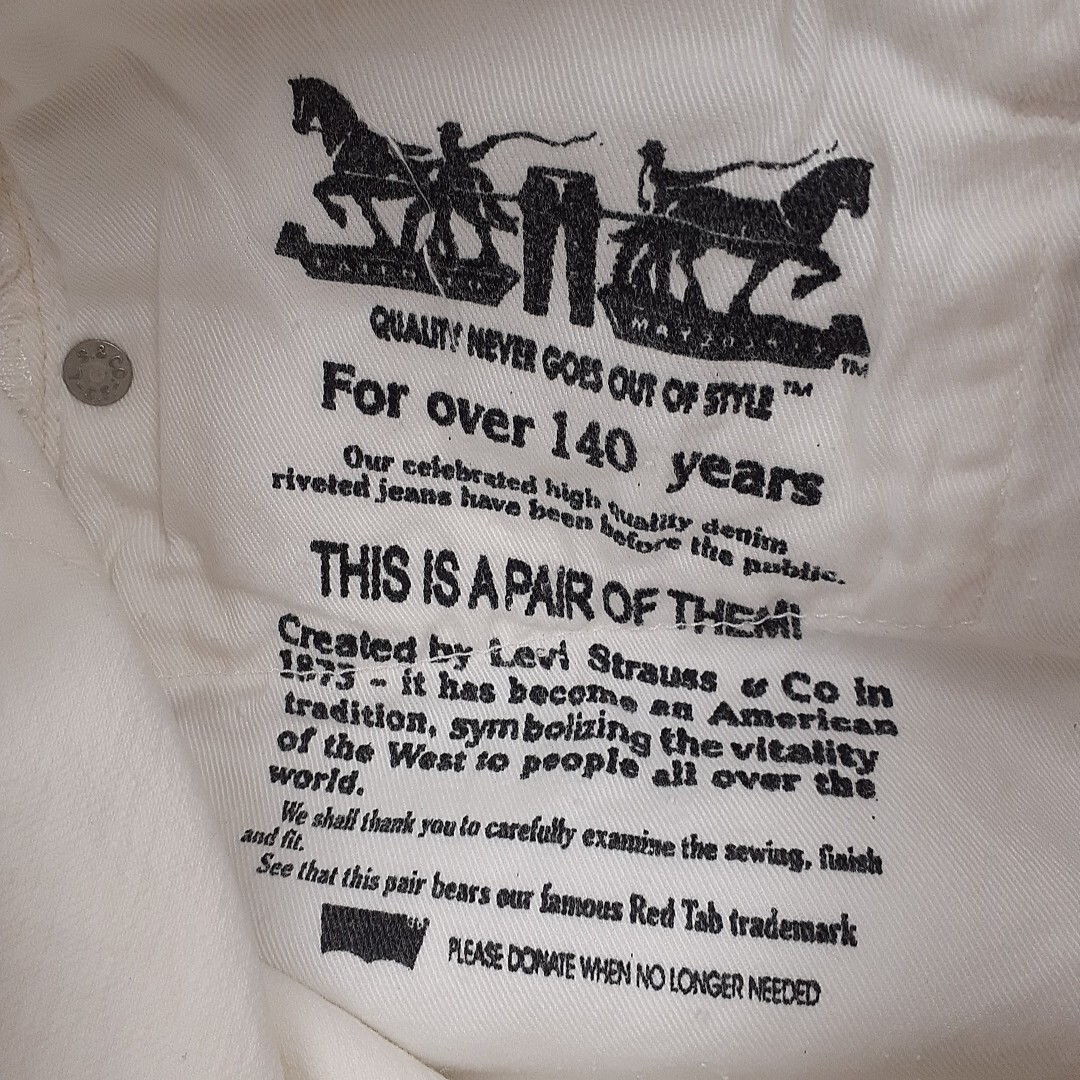 QUALITY NEVER GOES OUT OF STYLE™
For over 140 years
Our celebrated high quality denim
riveted jeans have been before the public.
THIS IS A PAIR OF THEM!
Created by Levi Strauss & Co in
1873 - it has become an American
tradition, symbolizing the vitality
of the West to people all over the
world.
We shall thank you to carefully examine the sewing, finish
and fit.
See that this pair bears our famous Red Tab trademark
PLEASE DONATE WHEN NO LONGER NEEDED